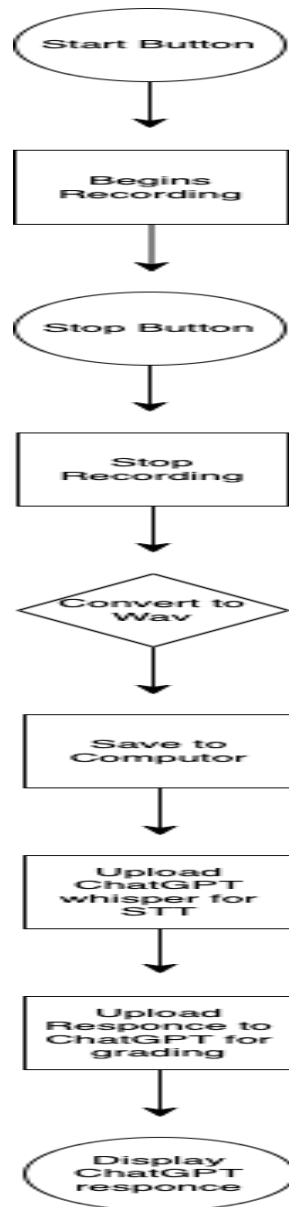 Start Button
Begins
Recording
Stop Button
Stop
Recording
Convert to
Wav
Save to
Computor
Upload
ChatGPT
whisper for
STT
Upload
Responce to
ChatGPT for
grading
Display
ChatGPT
responce